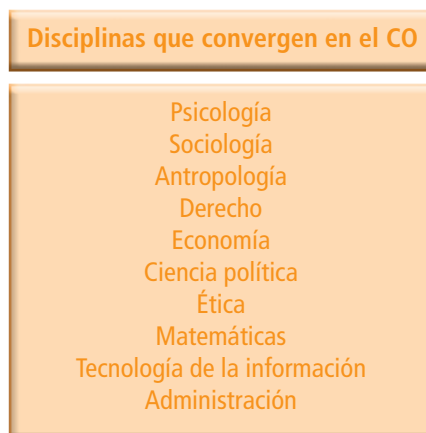 Disciplinas que convergen en el CO
Psicología
Sociología
Antropología
Derecho
Economía
Ciencia política
Ética
Matemáticas
Tecnología de la información
Administración